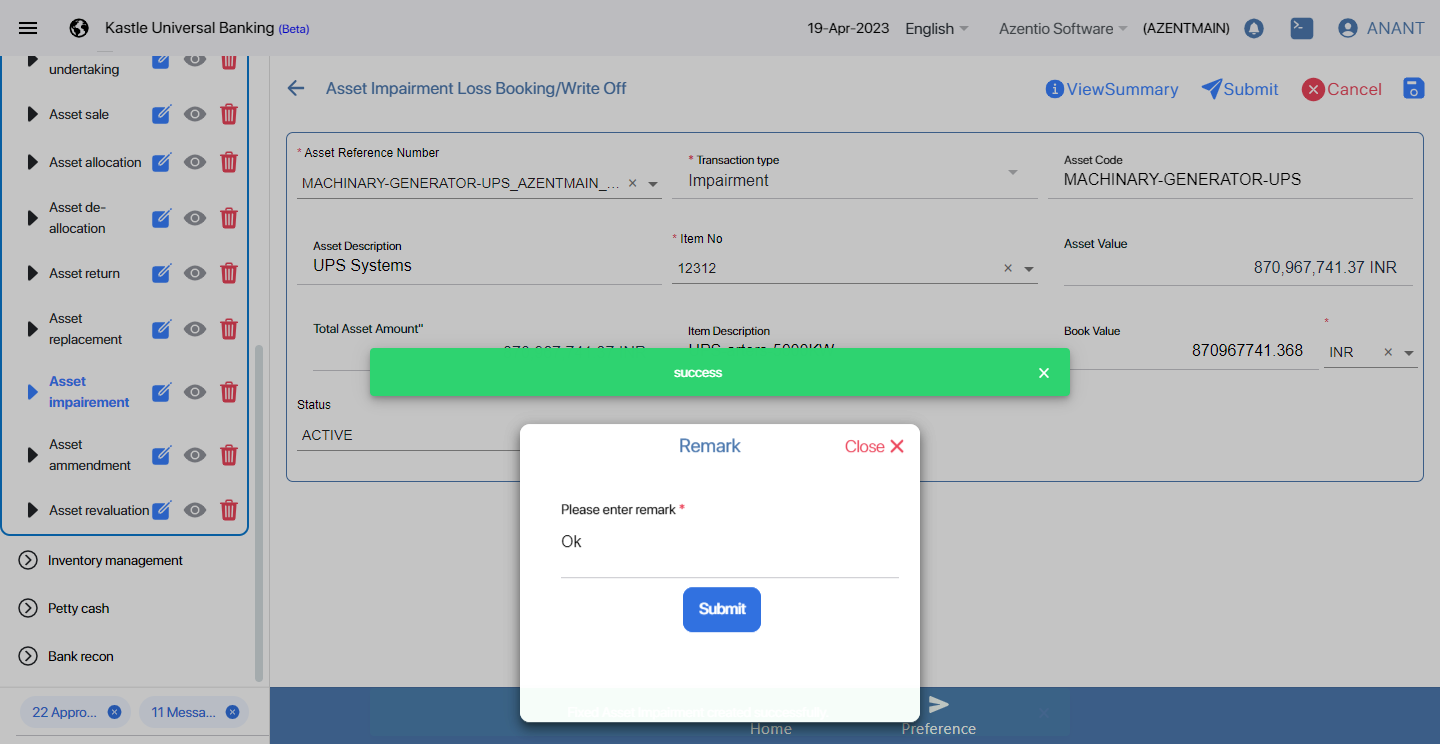 Kastle Universal Banking (Beta)
19-Apr-2023
English
Azentio Software
(AZENTMAIN)
ANANT
undertaking
Asset sale
Asset allocation
Asset de-
allocation
Asset return
Asset
replacement
Asset
impairement
Asset
ammendment
Asset revaluation
Inventory management
Petty cash
Bank recon
22 Appro...
11 Messa...
Asset Impairment Loss Booking/Write Off
ViewSummary
Submit
Cancel
* Asset Reference Number
MACHINARY-GENERATOR-UPS_AZENTMAIN_...
* Transaction type
Impairment
Asset Code
MACHINARY-GENERATOR-UPS
Asset Description
UPS Systems
* Item No
12312
Asset Value
870,967,741.37 INR
Total Asset Amount"
Item Description
Book Value
870967741.368
*
INR
success
Status
ACTIVE
Remark
Close
Please enter remark *
Ok
Submit
Home
Preference